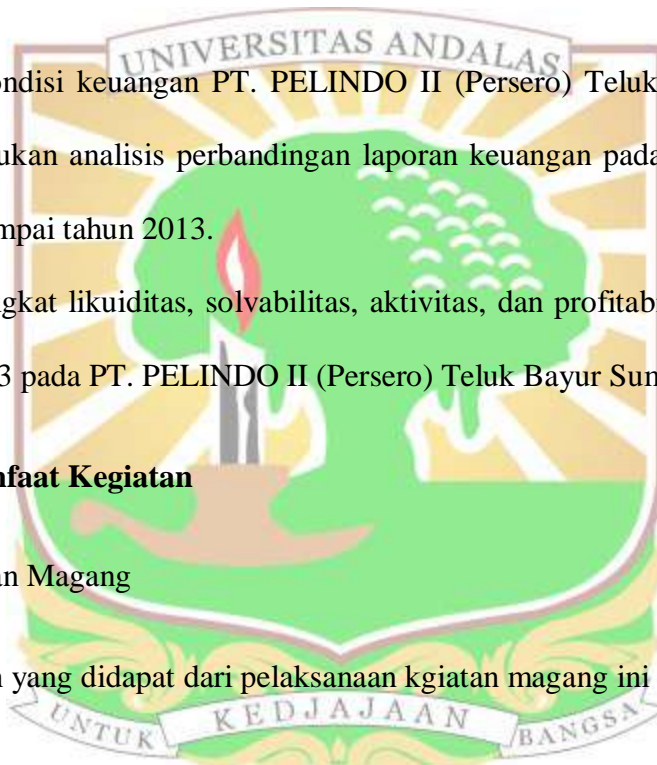 UNIVERSITAS ANDALAS
ondisi keuangan PT. PELINDO II (Persero) Teluk
ukan analisis perbandingan laporan keuangan pada
mpai tahun 2013.
gkat likuiditas, solvabilitas, aktivitas, dan profitab
3 pada PT. PELINDO II (Persero) Teluk Bayur Sum
nfaat Kegiatan
an Magang
n yang didapat dari pelaksanaan kgiatan magang ini
UNTUK KEDJAJAAN BANGSA